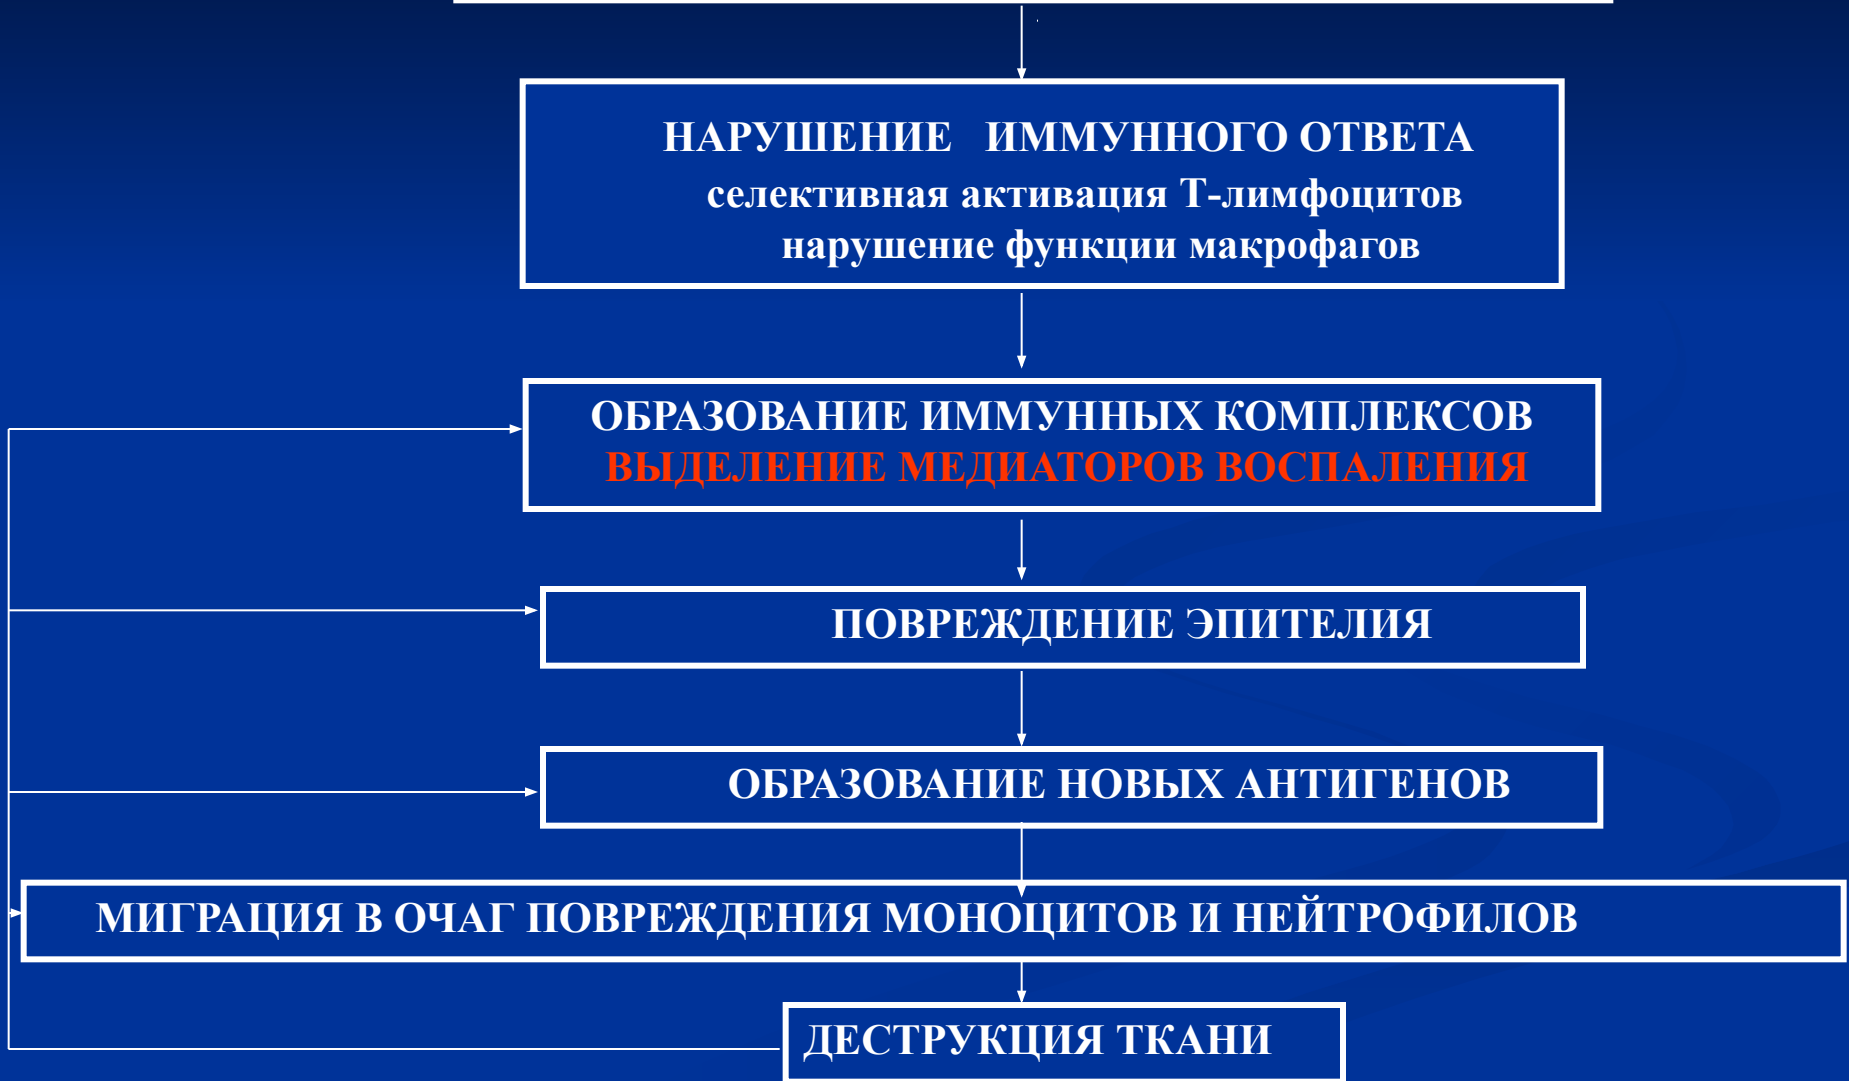 НАРУШЕНИЕ ИММУННОГО ОТВЕТА
селективная активация Т-лимфоцитов
нарушение функции макрофагов
ОБРАЗОВАНИЕ ИММУННЫХ КОМПЛЕКСОВ
ВЫДЕЛЕНИЕ МЕДИАТОРОВ ВОСПАЛЕНИЯ
ПОВРЕЖДЕНИЕ ЭПИТЕЛИЯ
ОБРАЗОВАНИЕ НОВЫХ АНТИГЕНОВ
МИГРАЦИЯ В ОЧАГ ПОВРЕЖДЕНИЯ МОНОЦИТОВ И НЕЙТРОФИЛОВ
ДЕСТРУКЦИЯ ТКАНИ